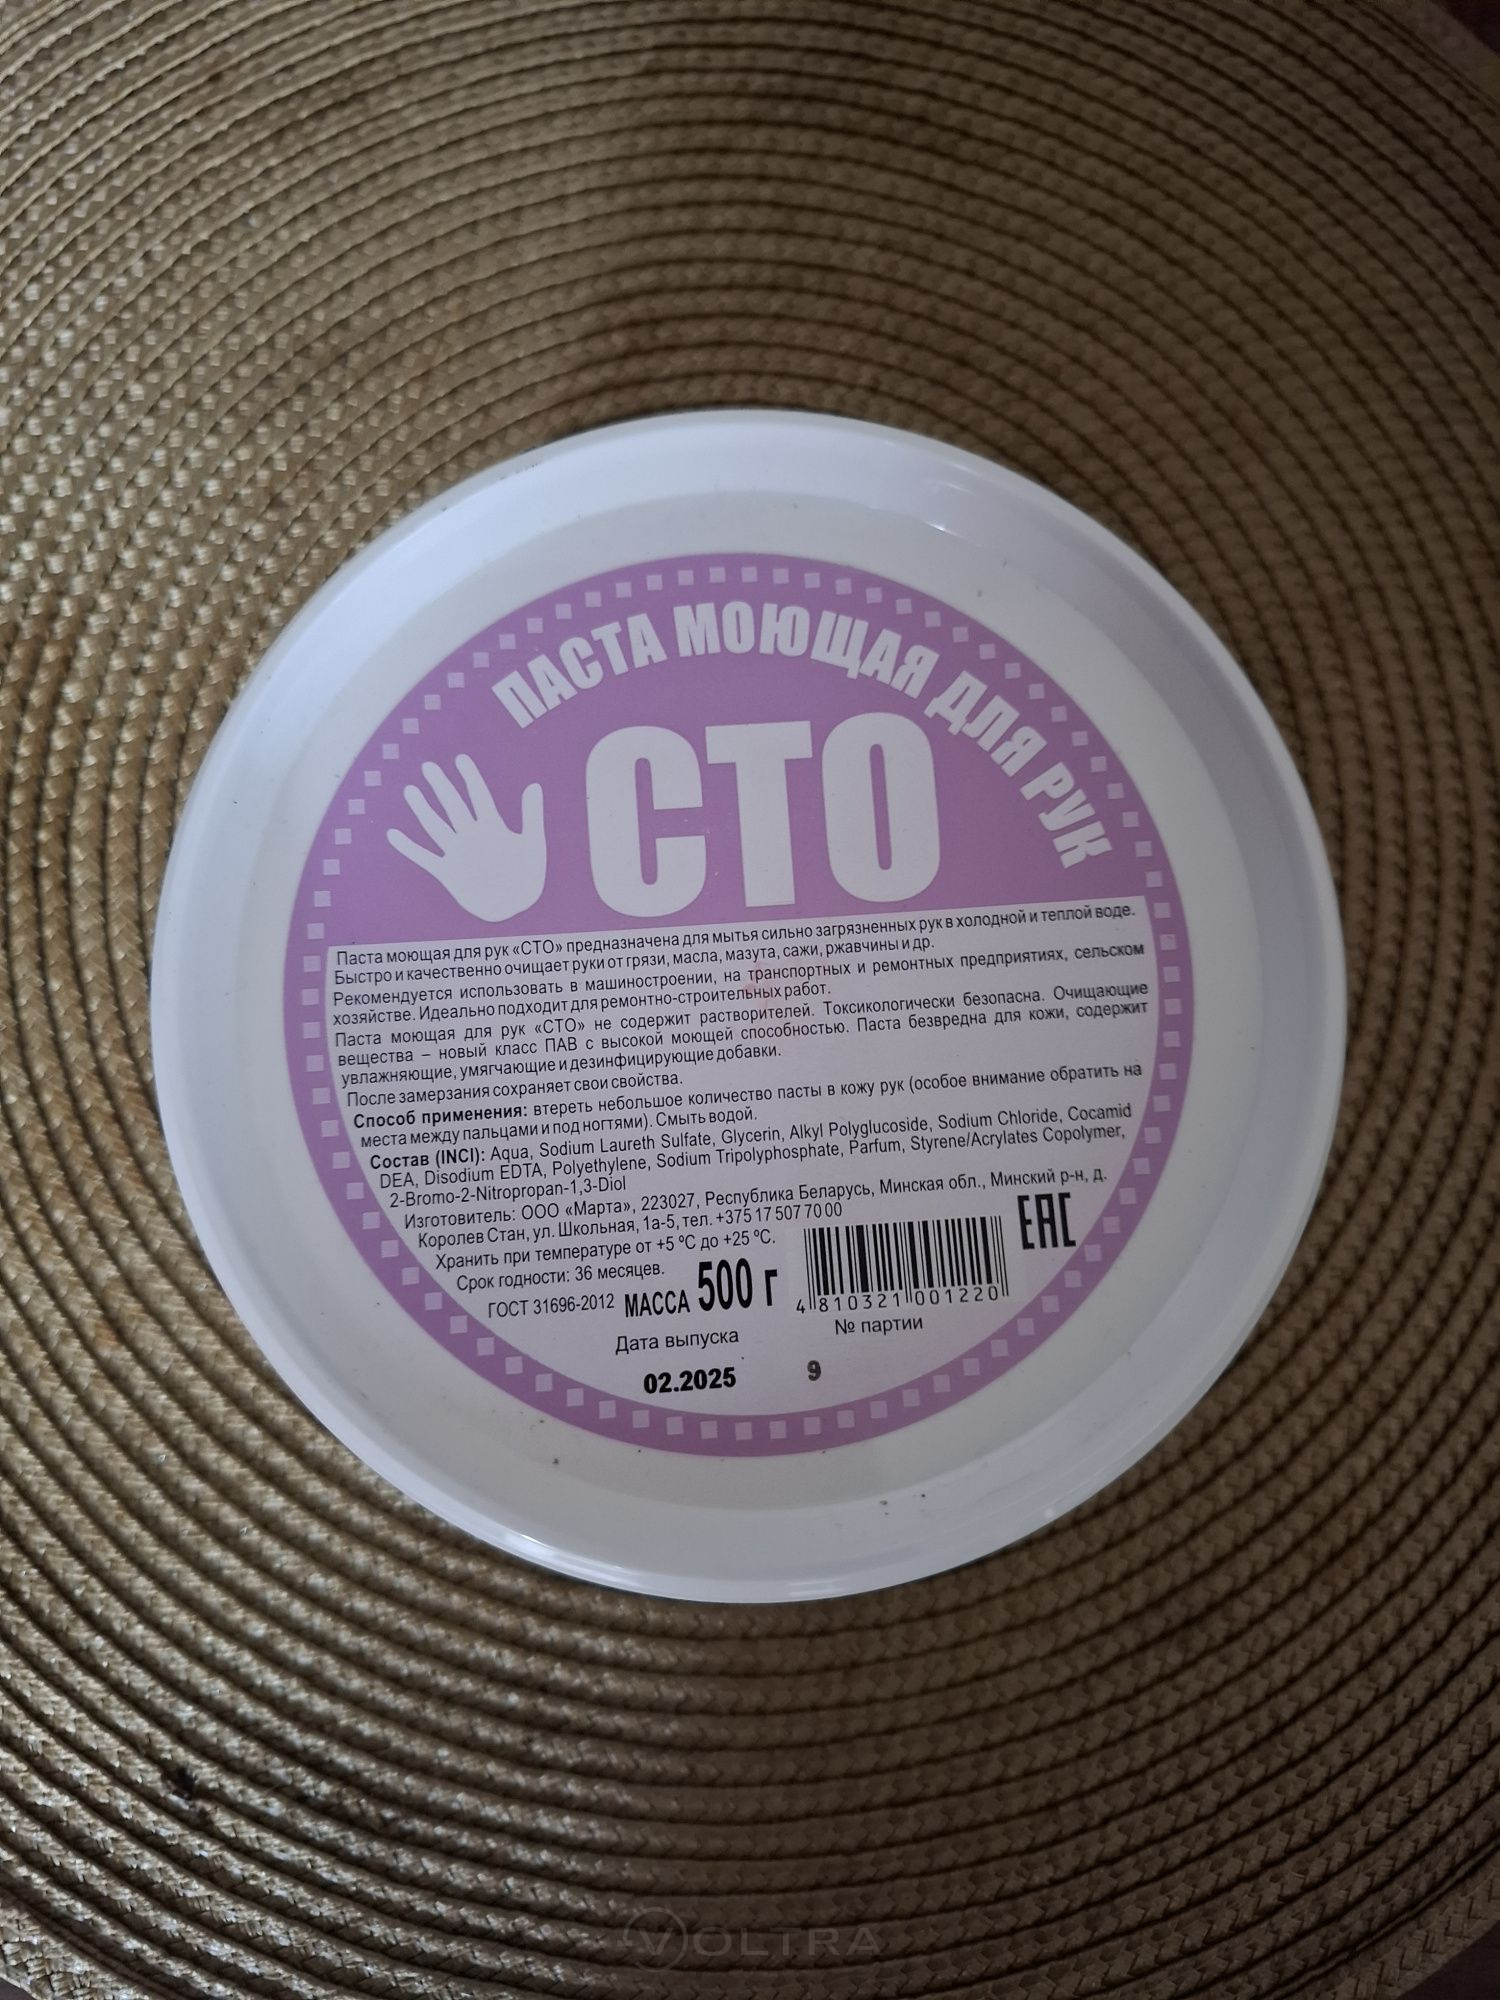 ПАСТА МОЮЩАЯ ДЛЯ РУК
СТО
Паста моющая для рук «СТО» предназначена для мытья сильно загрязненных рук в холодной и теплой воде.
Быстро и качественно очищает руки от грязи, масла, мазута, сажи, ржавчины и др.
Рекомендуется использовать в машиностроении, на транспортных и ремонтных предприятиях, сельском
хозяйстве. Идеально подходит для ремонтно-строительных работ.
Паста моющая для рук «СТО» не содержит растворителей. Токсикологически безопасна. Очищающие
вещества – новый класс ПАВ с высокой моющей способностью. Паста безвредна для кожи, содержит
увлажняющие, умягчающие и дезинфицирующие добавки.
После замерзания сохраняет свои свойства.
Способ применения: втереть небольшое количество пасты в кожу рук (особое внимание обратить на
места между пальцами и под ногтями). Смыть водой.
Состав (INCI): Aqua, Sodium Laureth Sulfate, Glycerin, Alkyl Polyglucoside, Sodium Chloride, Cocamid
DEA, Disodium EDTA, Polyethylene, Sodium Tripolyphosphate, Parfum, Styrene/Acrylates Copolymer,
2-Bromo-2-Nitropropan-1,3-Diol
Изготовитель: ООО «Марта», 223027, Республика Беларусь, Минская обл., Минский р-н, д.
Королев Стан, ул. Школьная, 1а-5, тел. +375 17 507 70 00
Хранить при температуре от +5 ºС до +25 ºС.
Срок годности: 36 месяцев.
ГОСТ 31696-2012 МАССА 500 г
4 810321 001220
EAC
Дата выпуска № партии
02.2025 9
VOLTRA